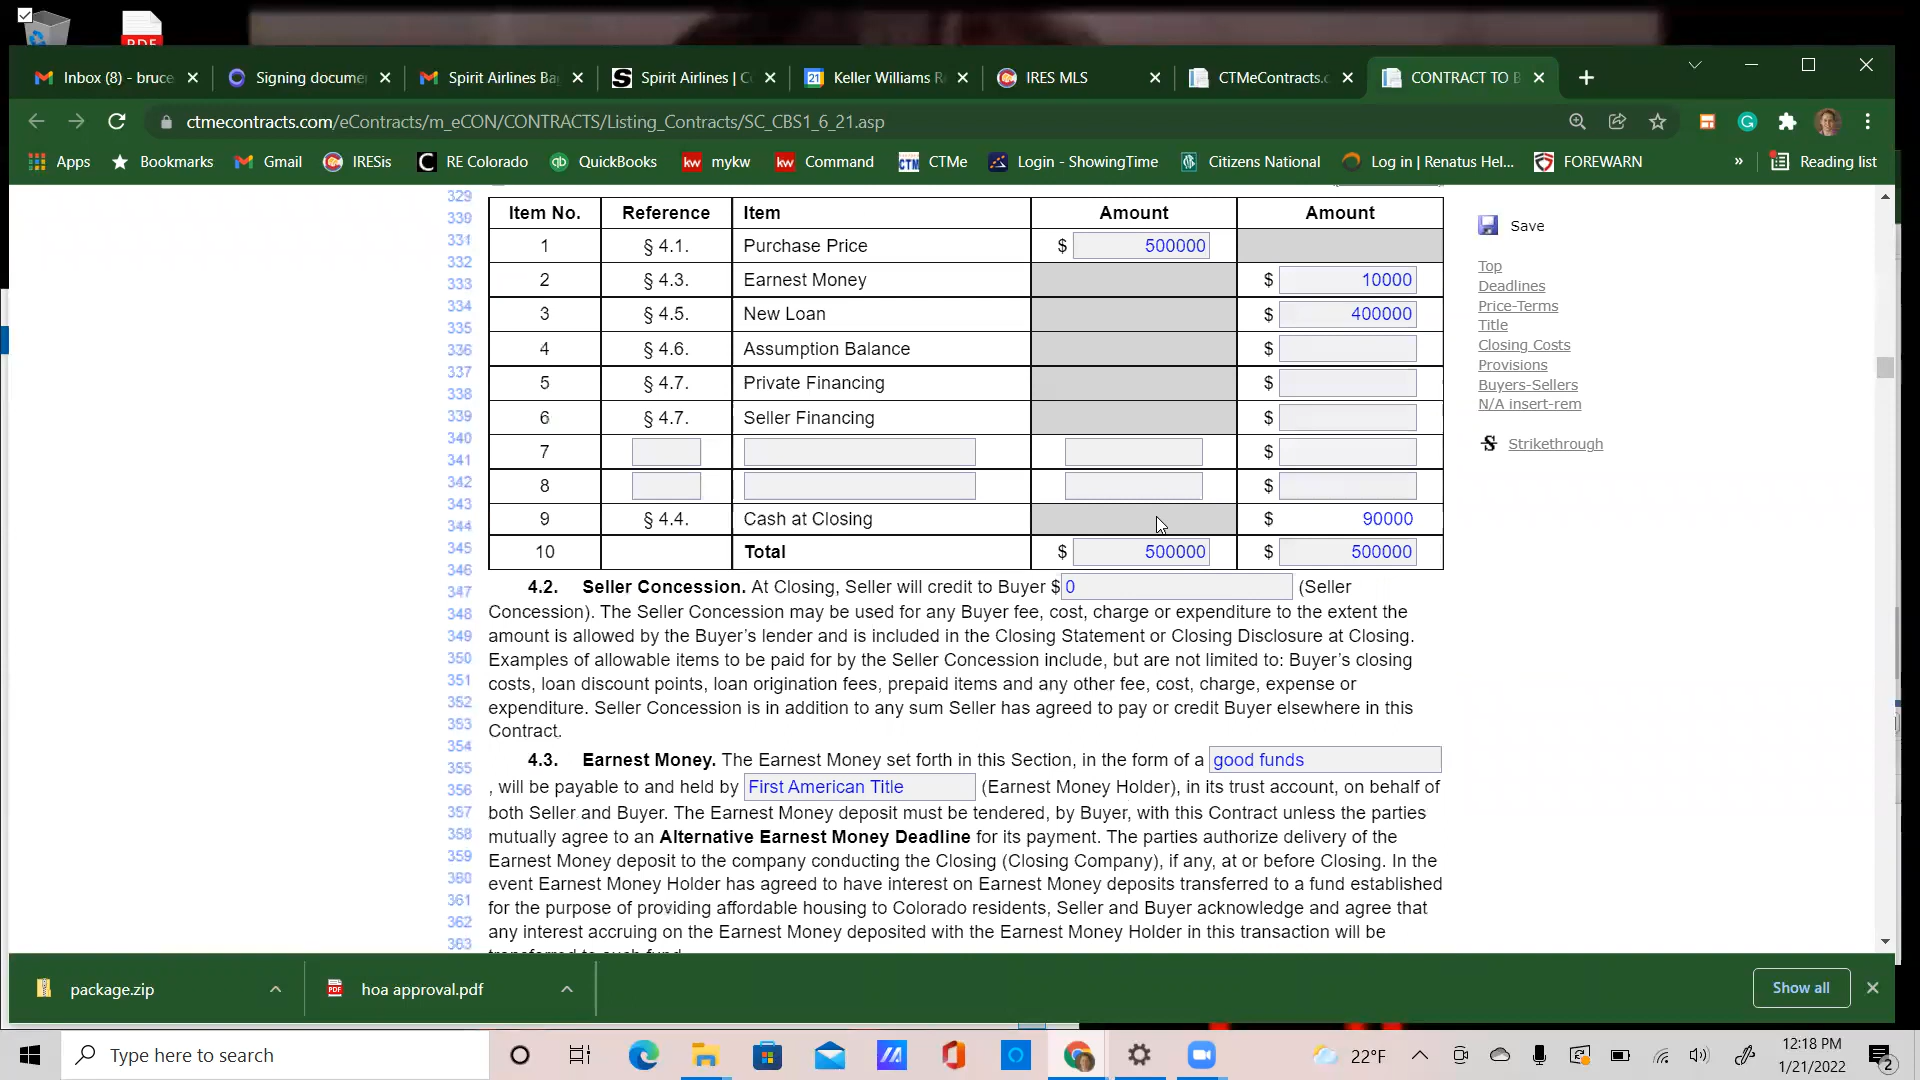 PDF
Inbox (8) - bruce
Signing docume
Spirit Airlines Ba
Spirit Airlines | C
21
Keller Williams R
IRES MLS
CTMeContracts.c
CONTRACT TO B
ctmecontracts.com/eContracts/m_eCON/CONTRACTS/Listing_Contracts/SC_CBS1_6_21.asp
Apps
Bookmarks
Gmail
IRESis
RE Colorado
QuickBooks
kw mykw
kw Command
CTM CTMe
Login - ShowingTime
Citizens National
Log in | Renatus Hel...
FOREWARN
»
Reading list
329
339 Item No. Reference Item Amount Amount
331 1 § 4.1. Purchase Price $ 500000
332
333 2 § 4.3. Earnest Money $ 10000
334 3 § 4.5. New Loan $ 400000
335
336 4 § 4.6. Assumption Balance $
337 5 § 4.7. Private Financing $
338
339 6 § 4.7. Seller Financing $
340
341 7 $
342 8 $
343
344 9 § 4.4. Cash at Closing $ 90000
345 10 Total $ 500000 $ 500000
346
347 4.2. Seller Concession. At Closing, Seller will credit to Buyer $ 0 (Seller
348 Concession). The Seller Concession may be used for any Buyer fee, cost, charge or expenditure to the extent the
349 amount is allowed by the Buyer's lender and is included in the Closing Statement or Closing Disclosure at Closing.
350 Examples of allowable items to be paid for by the Seller Concession include, but are not limited to: Buyer's closing
351 costs, loan discount points, loan origination fees, prepaid items and any other fee, cost, charge, expense or
352 expenditure. Seller Concession is in addition to any sum Seller has agreed to pay or credit Buyer elsewhere in this
353 Contract.
354
355 4.3. Earnest Money. The Earnest Money set forth in this Section, in the form of a good funds
356 , will be payable to and held by First American Title (Earnest Money Holder), in its trust account, on behalf of
357 both Seller and Buyer. The Earnest Money deposit must be tendered, by Buyer, with this Contract unless the parties
358 mutually agree to an Alternative Earnest Money Deadline for its payment. The parties authorize delivery of the
359 Earnest Money deposit to the company conducting the Closing (Closing Company), if any, at or before Closing. In the
360 event Earnest Money Holder has agreed to have interest on Earnest Money deposits transferred to a fund established
361 for the purpose of providing affordable housing to Colorado residents, Seller and Buyer acknowledge and agree that
362 any interest accruing on the Earnest Money deposited with the Earnest Money Holder in this transaction will be
363
Save
Top
Deadlines
Price-Terms
Title
Closing Costs
Provisions
Buyers-Sellers
N/A insert-rem
S Strikethrough
package.zip
PDF hoa approval.pdf
Show all
Type here to search
22°F
12:18 PM
1/21/2022
2